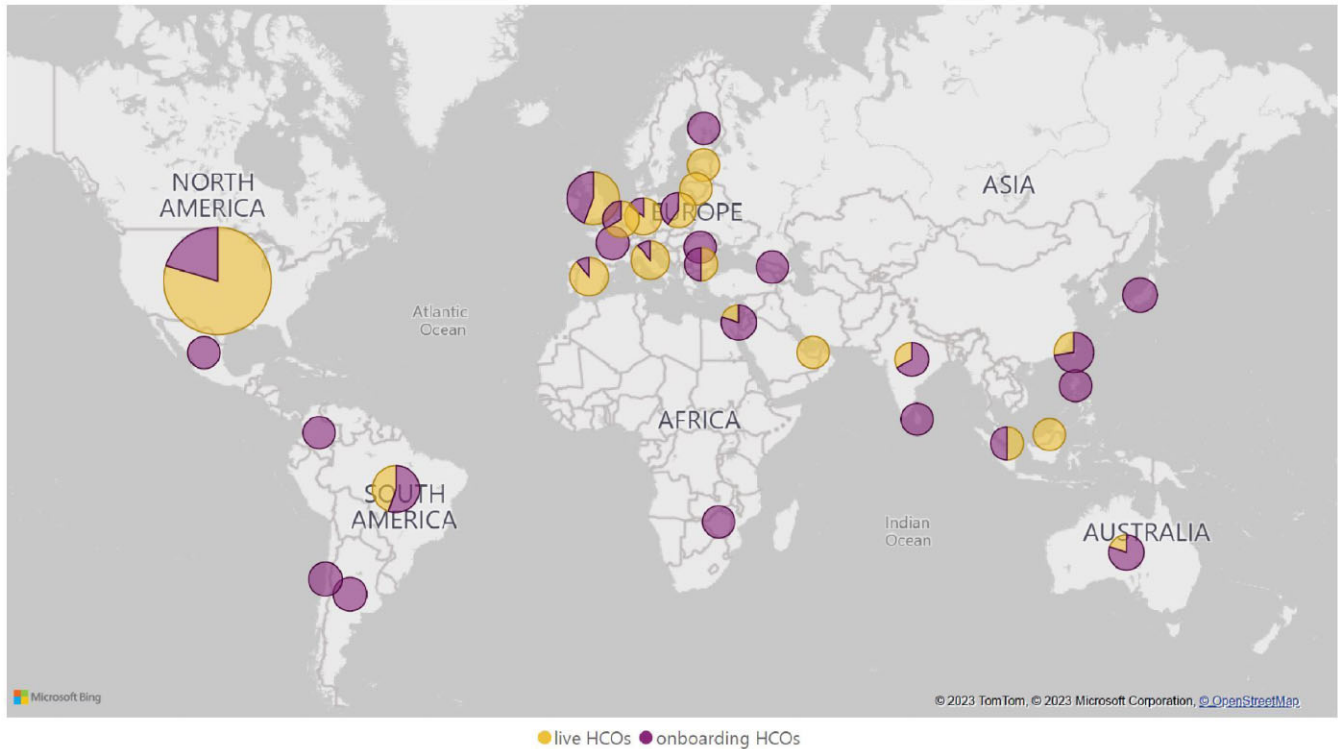 NORTH
AMERICA
ASIA
EUROPE
Atlantic
Ocean
AFRICA
SOUTH
AMERICA
Indian
Ocean
AUSTRALIA
Microsoft Bing
© 2023 TomTom, © 2023 Microsoft Corporation, © OpenStreetMap
live HCOs onboarding HCOs